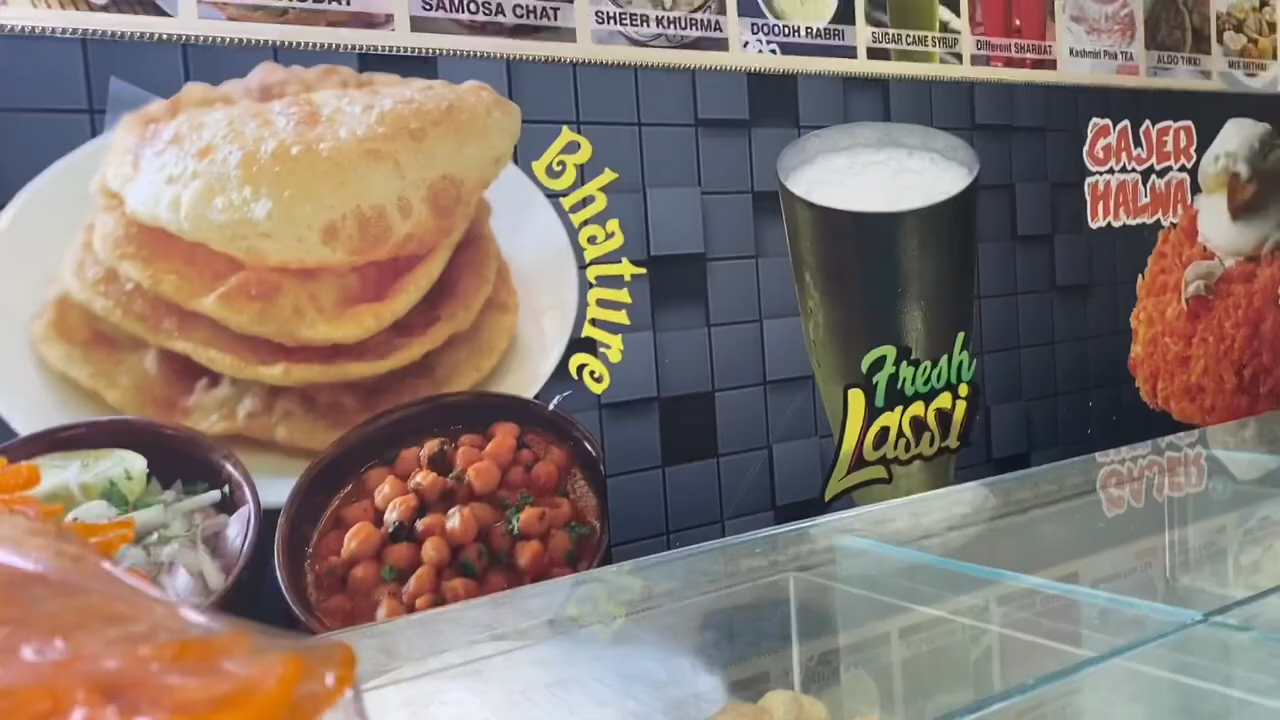 SAMOSA CHAT
SHEER KHURMA
DOODH RABRI
SUGAR CANE SYRUP
Different SHARBAT
Kashmiri Pink TEA
ALOO TIKKI
MIX MITHAI
Bhature
Fresh
Lassi
GAJER
HALWA